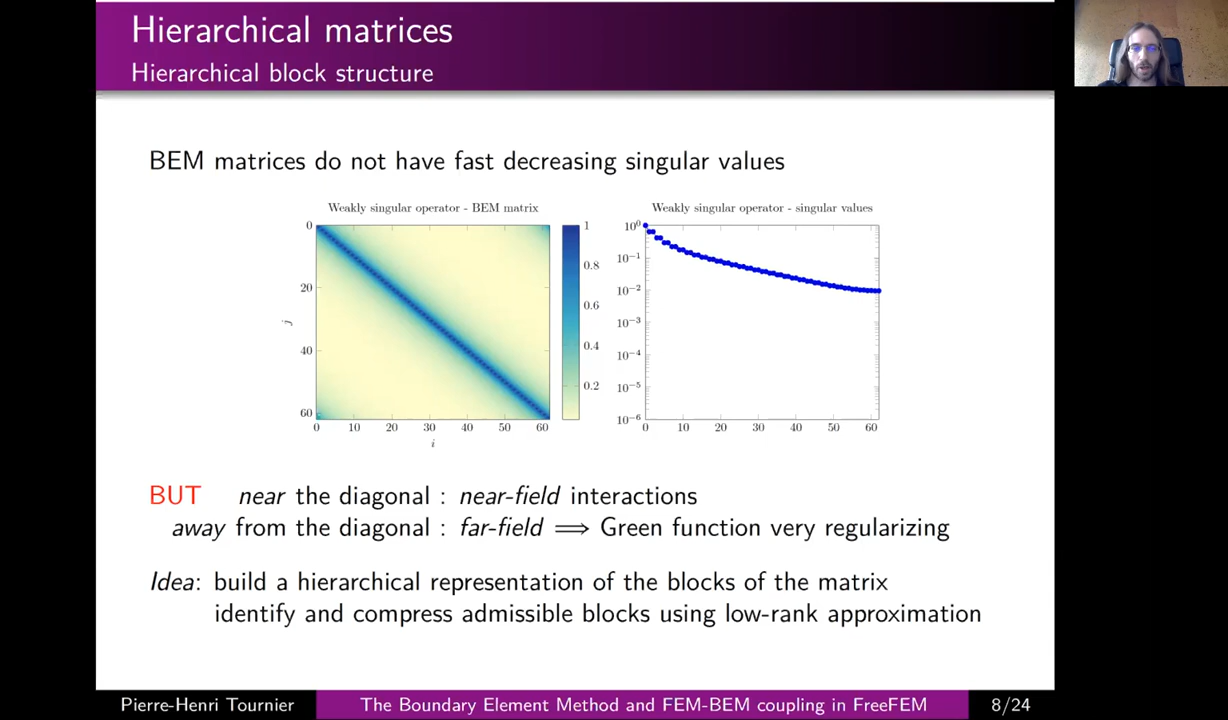 Hierarchical matrices
Hierarchical block structure
BEM matrices do not have fast decreasing singular values
Weakly singular operator - BEM matrix
0
20
40
60
j
0 10 20 30 40 50 60
i
1
0.8
0.6
0.4
0.2
Weakly singular operator - singular values
10⁰
10⁻¹
10⁻²
10⁻³
10⁻⁴
10⁻⁵
10⁻⁶
0 10 20 30 40 50 60
BUT near the diagonal : near-field interactions
away from the diagonal : far-field ⟹ Green function very regularizing
Idea: build a hierarchical representation of the blocks of the matrix
identify and compress admissible blocks using low-rank approximation
Pierre-Henri Tournier The Boundary Element Method and FEM-BEM coupling in FreeFEM 8/24